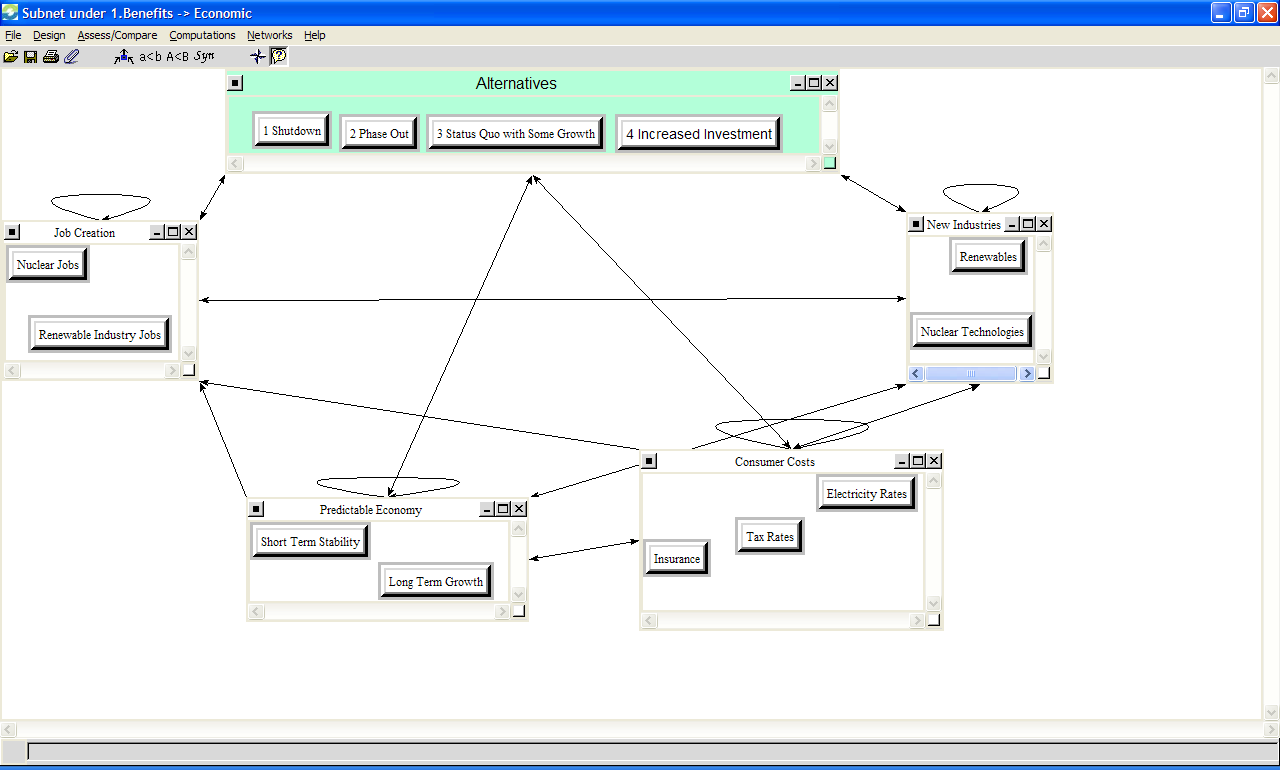 Subnet under 1.Benefits -> Economic
File Design Assess/Compare Computations Networks Help
a<b A<B Syn
Alternatives
1 Shutdown
2 Phase Out
3 Status Quo with Some Growth
4 Increased Investment
Job Creation
Nuclear Jobs
Renewable Industry Jobs
New Industries
Renewables
Nuclear Technologies
Predictable Economy
Short Term Stability
Long Term Growth
Consumer Costs
Electricity Rates
Tax Rates
Insurance